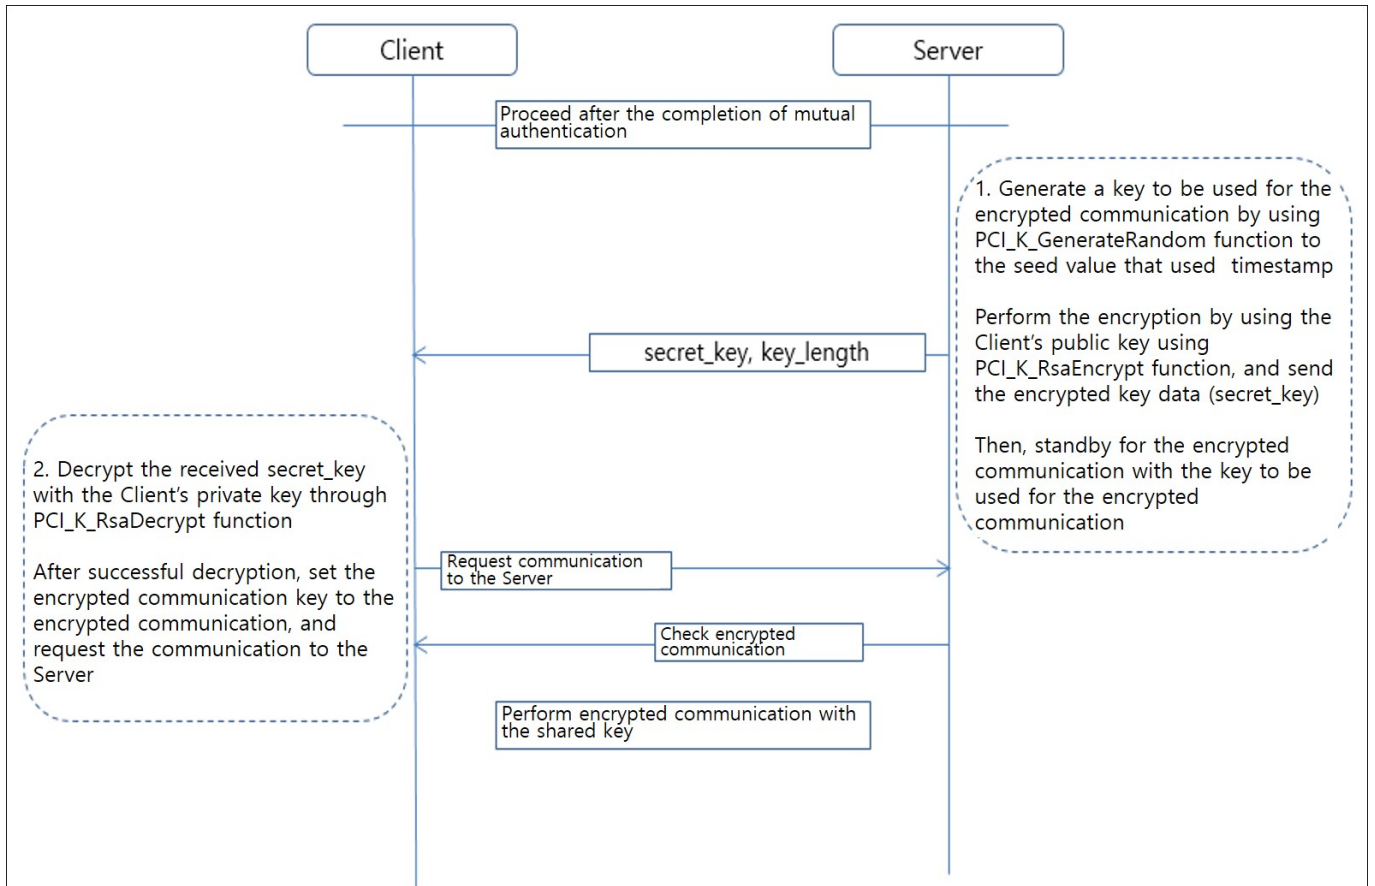 Client
Server
Proceed after the completion of mutual
authentication
1. Generate a key to be used for the
encrypted communication by using
PCI_K_GenerateRandom function to
the seed value that used  timestamp
Perform the encryption by using the
Client's public key using
PCI_K_RsaEncrypt function, and send
the encrypted key data (secret_key)
Then, standby for the encrypted
communication with the key to be
used for the encrypted
communication
secret_key, key_length
2. Decrypt the received secret_key
with the Client's private key through
PCI_K_RsaDecrypt function
After successful decryption, set the
encrypted communication key to the
encrypted communication, and
request the communication to the
Server
Request communication
to the Server
Check encrypted
communication
Perform encrypted communication with
the shared key